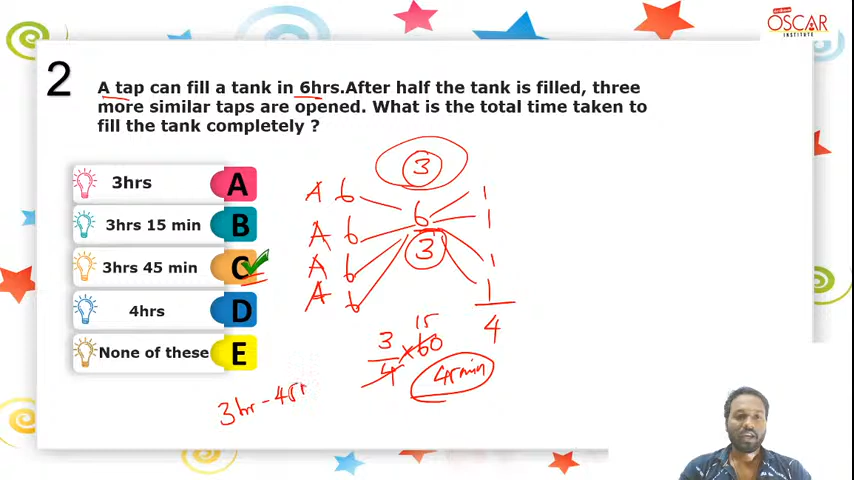 OSCAR
INSTITUTE
2
A tap can fill a tank in 6hrs.After half the tank is filled, three
more similar taps are opened. What is the total time taken to
fill the tank completely ?
3hrs A
3hrs 15 min B
3hrs 45 min C
4hrs D
None of these E
3
A 6 1
6
A 6 1
3
A 6 1
A 6 1
4
3/4 × 60 15
45min
3hr - 45